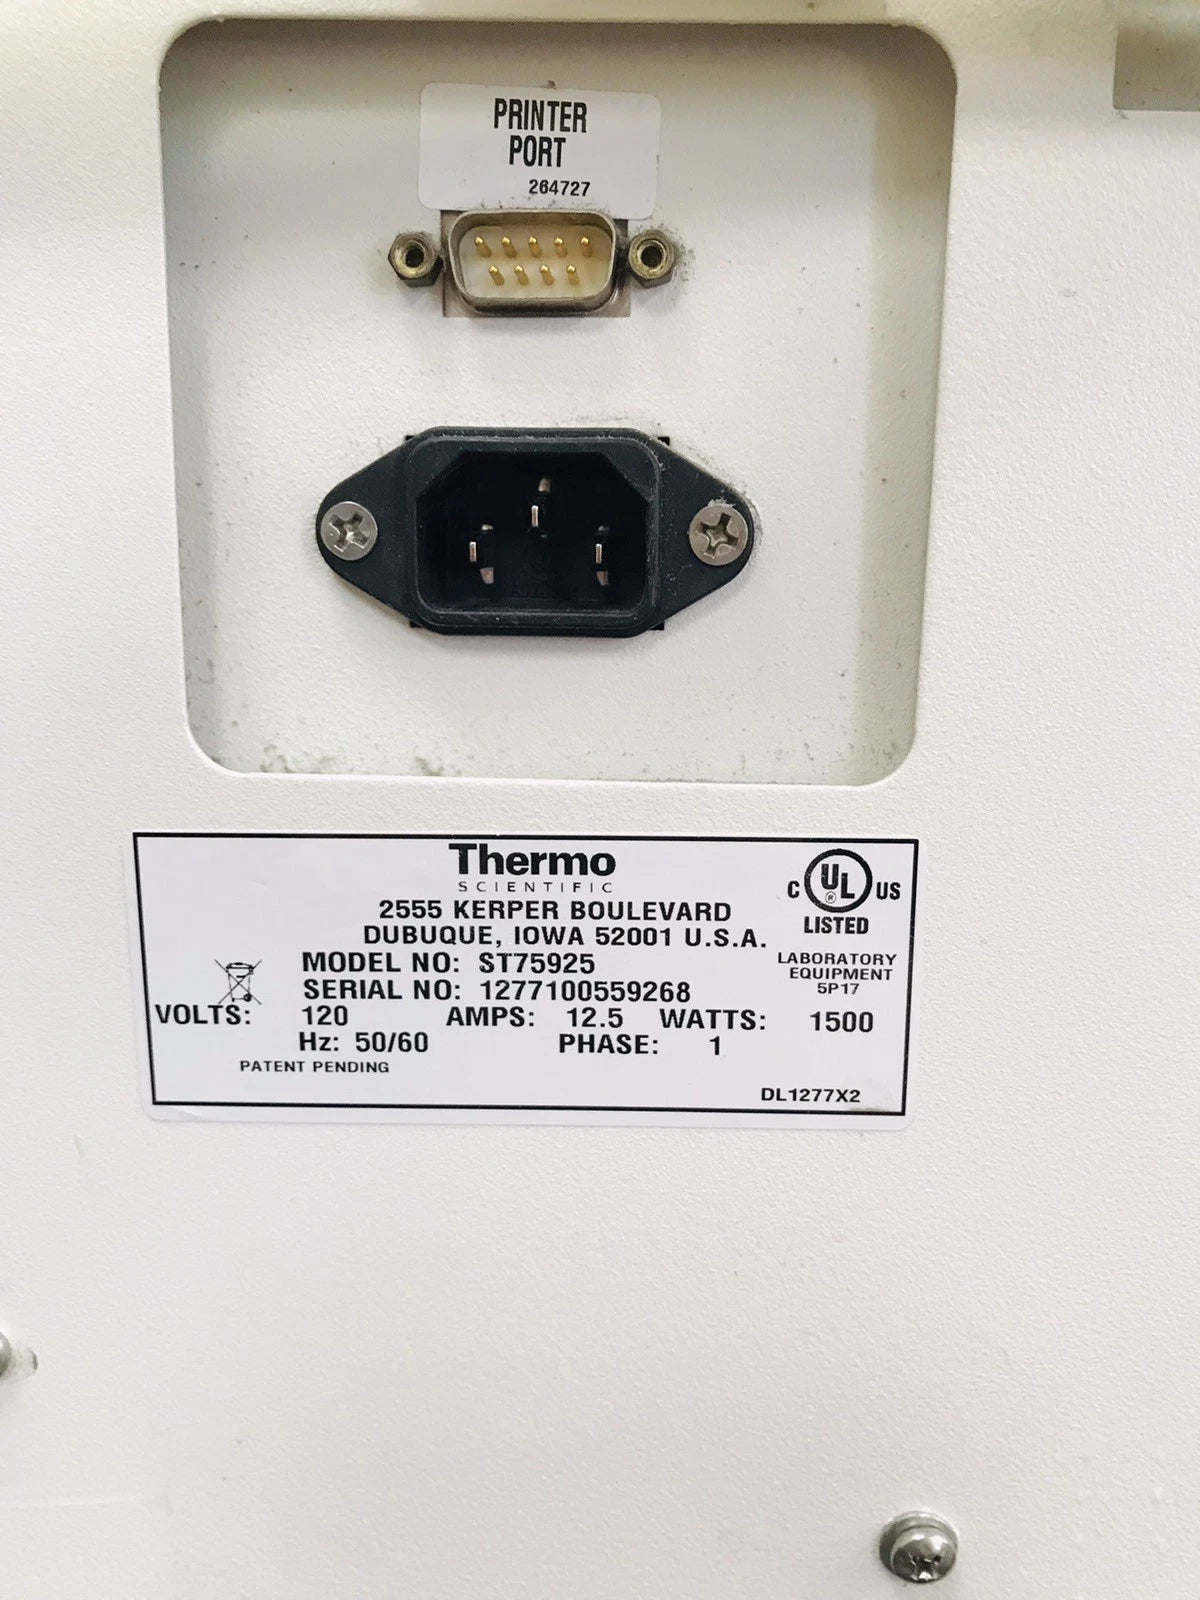 PRINTER
PORT
264727
Thermo
SCIENTIFIC
2555 KERPER BOULEVARD
DUBUQUE, IOWA 52001 U.S.A.
MODEL NO: ST75925
SERIAL NO: 1277100559268
VOLTS: 120 AMPS: 12.5 WATTS: 1500
Hz: 50/60 PHASE: 1
PATENT PENDING
C UL ® US
LISTED
LABORATORY
EQUIPMENT
5P17
DL1277X2